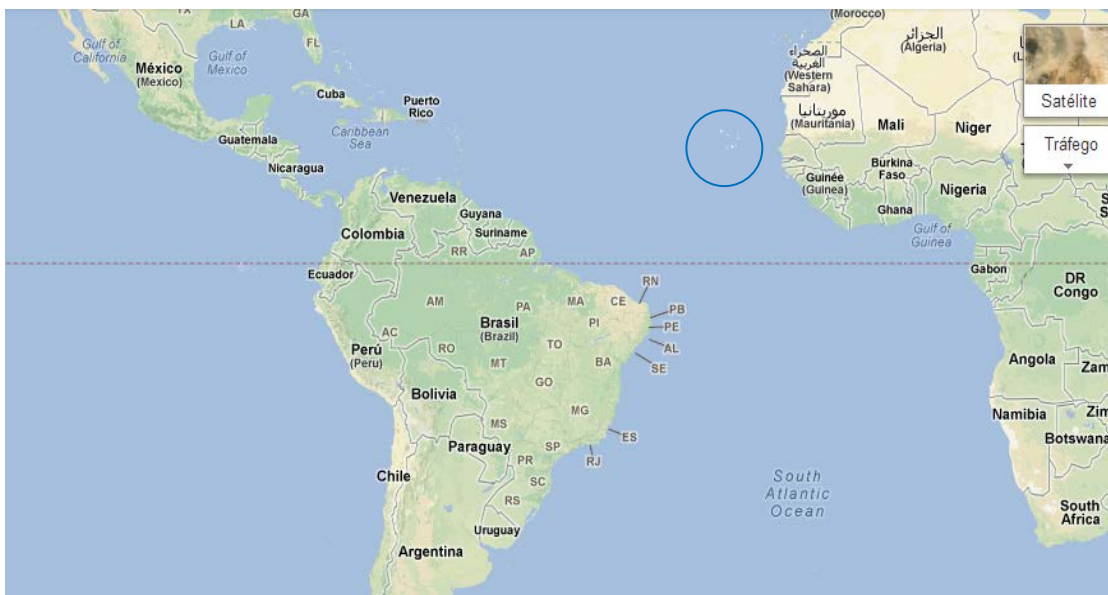 TX
LA
GA
FL
Gulf of
California
Gulf of
Mexico
México
(Mexico)
Cuba
Puerto
Rico
Caribbean
Sea
Guatemala
Nicaragua
Venezuela
Guyana
Suriname
Colombia
RR
AP
Ecuador
AM
PA
MA
CE
RN
PB
PE
AL
SE
PI
Brasil
(Brazil)
TO
AC
RO
MT
BA
Perú
(Peru)
GO
Bolivia
MG
MS
ES
SP
RJ
Paraguay
PR
SC
RS
Chile
Uruguay
Argentina
South
Atlantic
Ocean
(Morocco)
الجزائر
(Algeria)
الصحراء
الغربية
(Western
Sahara)
موريتانيا
(Mauritania)
Mali
Niger
Burkina
Faso
Guinée
(Guinea)
Ghana
Nigeria
Gulf of
Guinea
Gabon
DR
Congo
Angola
Zam
Namibia
Zim
Botswana
South
Africa
Satélite
Tráfego